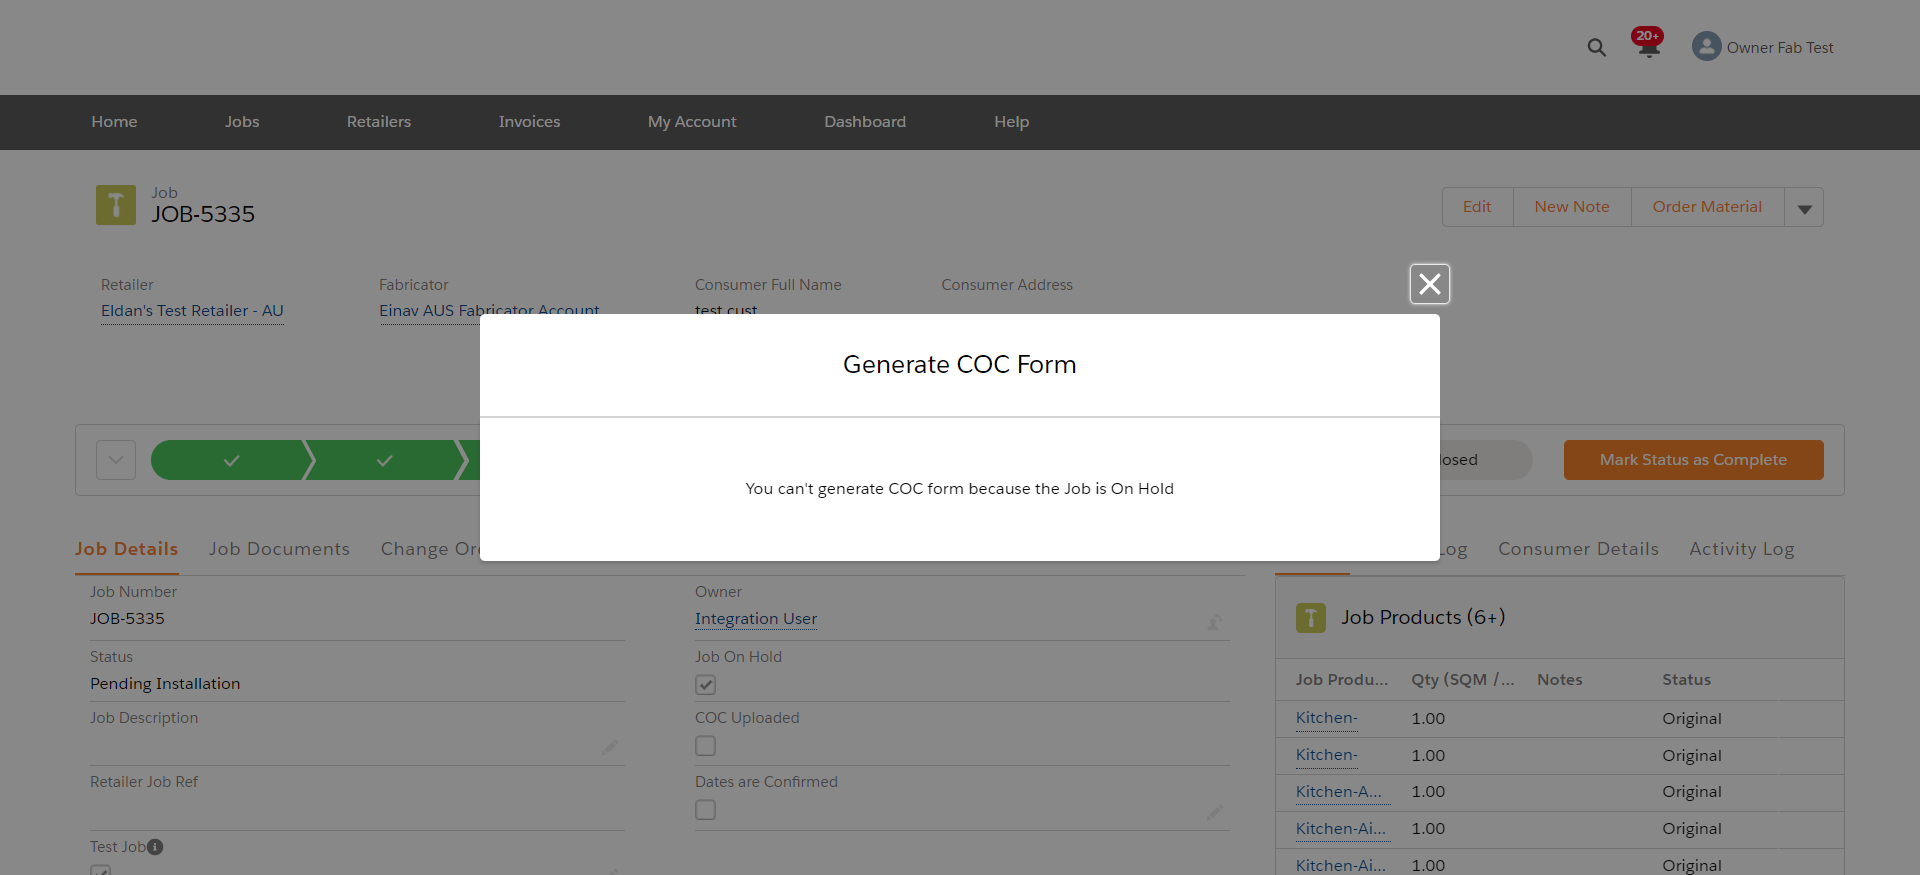 20+
Owner Fab Test
Home Jobs Retailers Invoices My Account Dashboard Help
Job
JOB-5335
Edit New Note Order Material
Retailer Fabricator Consumer Full Name Consumer Address
Eldan's Test Retailer - AU Einav AUS Fabricator Account test cust
Generate COC Form
You can't generate COC form because the Job is On Hold
losed
Mark Status as Complete
Job Details Job Documents Change Or Log Consumer Details Activity Log
Job Number
JOB-5335
Owner
Integration User
Status
Pending Installation
Job On Hold
Job Description
COC Uploaded
Retailer Job Ref
Dates are Confirmed
Test Job
Job Products (6+)
Job Produ... Qty (SQM /... Notes Status
Kitchen- 1.00 Original
Kitchen- 1.00 Original
Kitchen-A... 1.00 Original
Kitchen-Ai... 1.00 Original
Kitchen-Ai... 1.00 Original